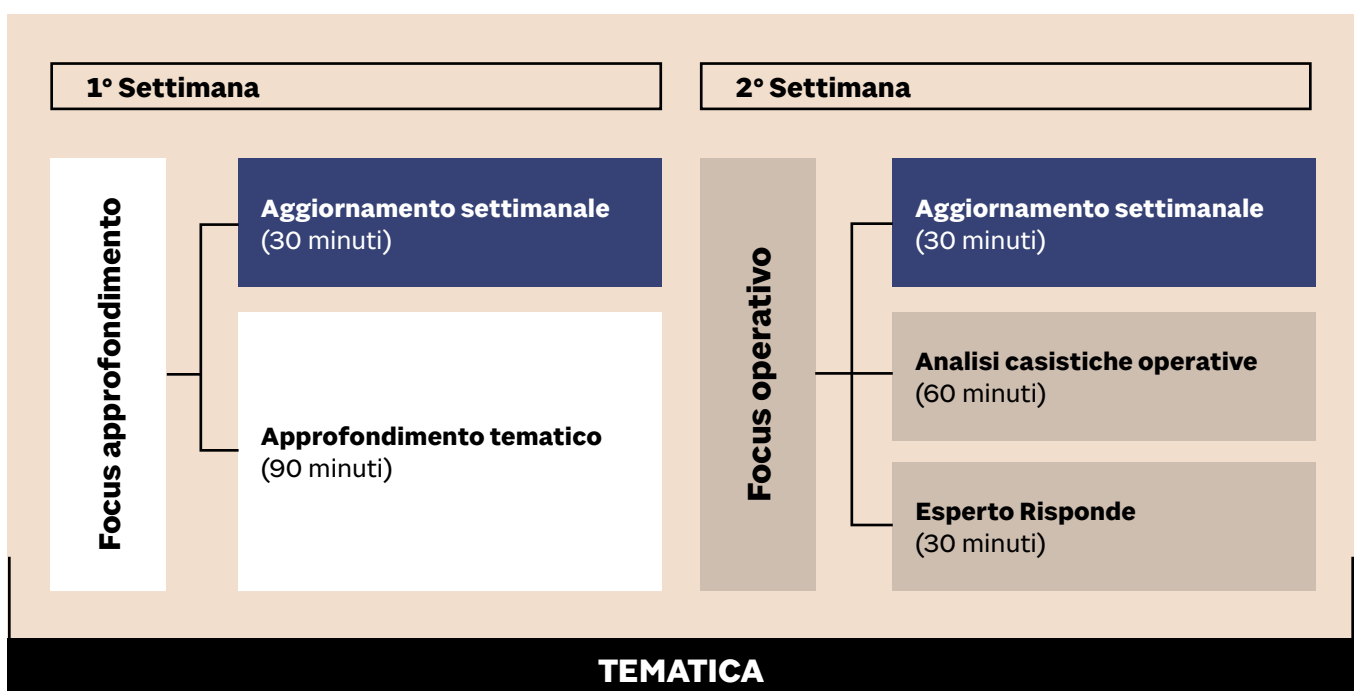 1° Settimana
Focus approfondimento
Aggiornamento settimanale
(30 minuti)
Approfondimento tematico
(90 minuti)
2° Settimana
Focus operativo
Aggiornamento settimanale
(30 minuti)
Analisi casistiche operative
(60 minuti)
Esperto Risponde
(30 minuti)
TEMATICA